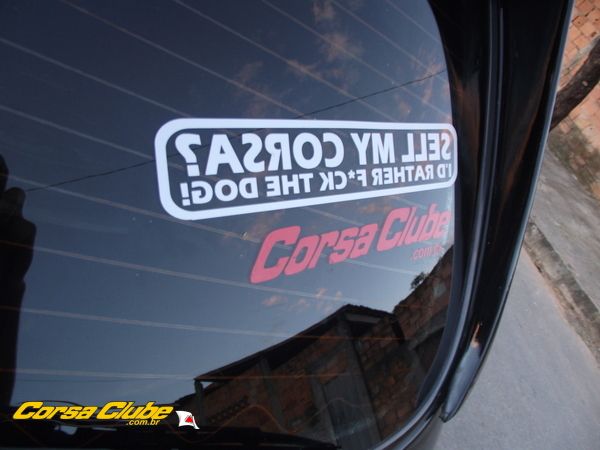 SELL MY CORSA?
I'D RATHER F*CK THE DOG!
Corsa Clube
.com.br
Corsa Clube
.com.br